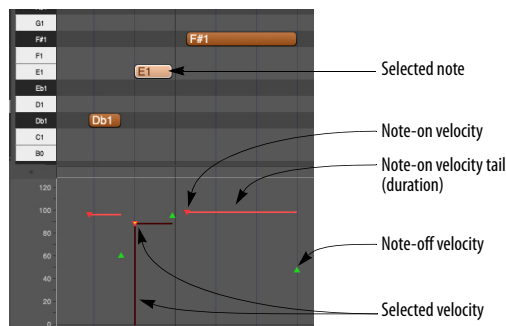 G1
F#1
F#1
F1
E1
E1
Selected note
Eb1
D1
Db1
Db1
C1
B0
Note-on velocity
Note-on velocity tail
(duration)
120
100
80
60
40
20
0
Note-off velocity
Selected velocity